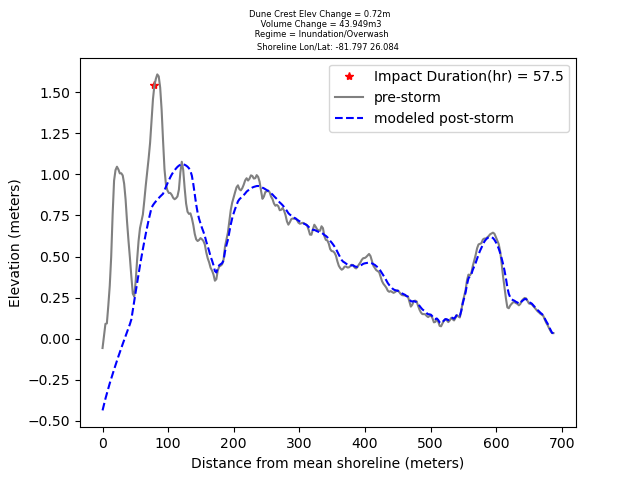 Dune Crest Elev Change = 0.72m
Volume Change = 43.949m3
Regime = Inundation/Overwash
Shoreline Lon/Lat: -81.797 26.084
Impact Duration(hr) = 57.5
pre-storm
modeled post-storm
Elevation (meters)
1.50
1.25
1.00
0.75
0.50
0.25
0.00
−0.25
−0.50
0 100 200 300 400 500 600 700
Distance from mean shoreline (meters)